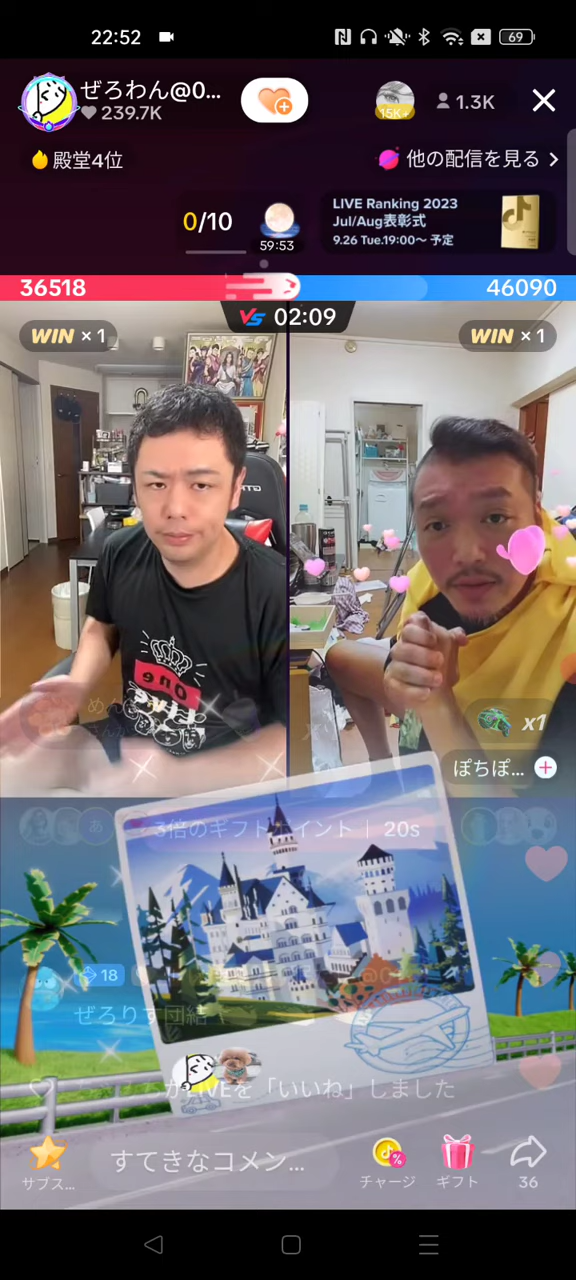 22:52
69
ぜろわん@0...
239.7K
15K+
1.3K
殿堂4位
他の配信を見る
0/10
59:53
LIVE Ranking 2023
Jul/Aug表彰式
9.26 Tue.19:00〜 予定
36518
46090
VS 02:09
WIN × 1
WIN × 1
One
x1
ぽちぽ...
3倍のギフトポイント | 20s
あ
18
ぜろりす団結
LIVEを「いいね」しました
すてきなコメン...
サブス...
チャージ
ギフト
36